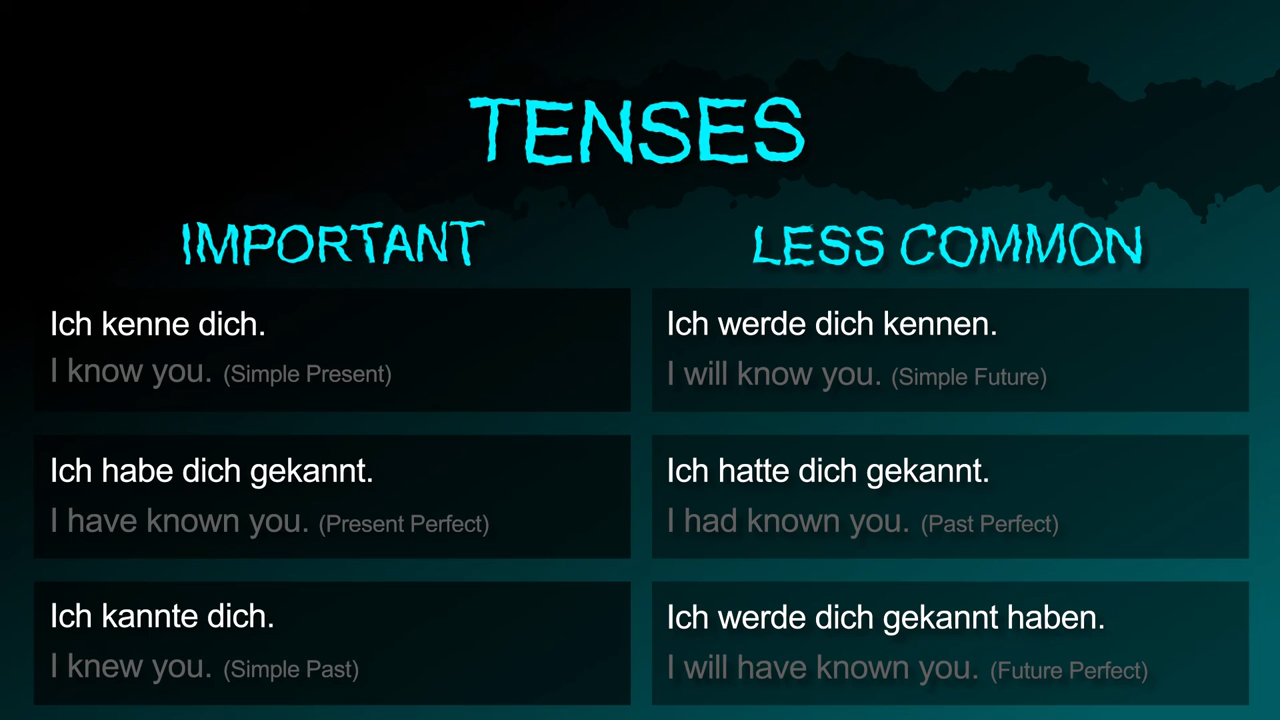 TENSES
IMPORTANT
Ich kenne dich.
I know you. (Simple Present)
Ich habe dich gekannt.
I have known you. (Present Perfect)
Ich kannte dich.
I knew you. (Simple Past)
LESS COMMON
Ich werde dich kennen.
I will know you. (Simple Future)
Ich hatte dich gekannt.
I had known you. (Past Perfect)
Ich werde dich gekannt haben.
I will have known you. (Future Perfect)